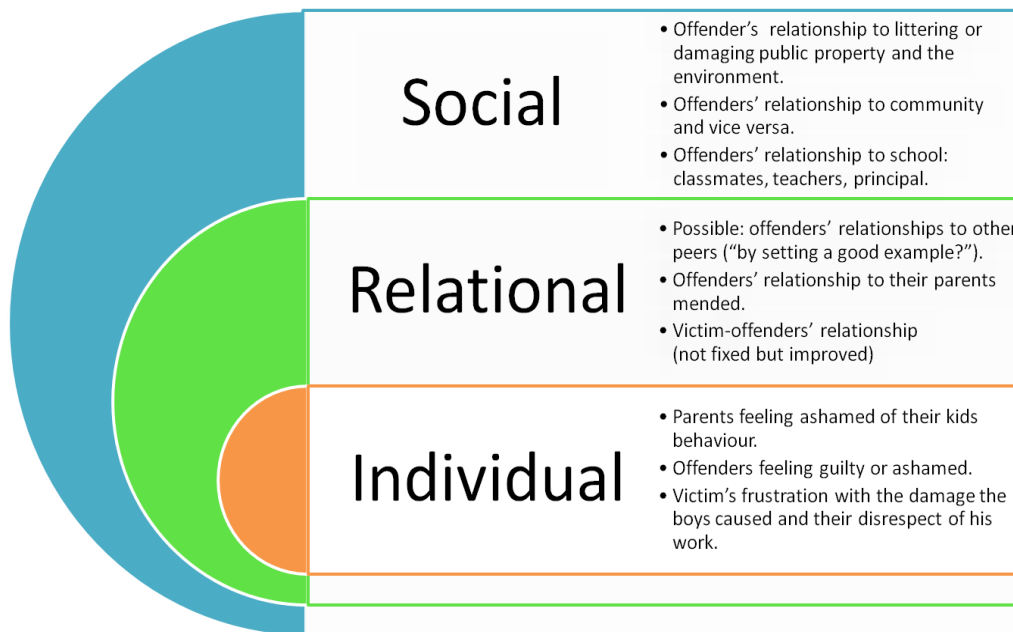 Social
• Offender's relationship to littering or
damaging public property and the
environment.
• Offenders' relationship to community
and vice versa.
• Offenders' relationship to school:
classmates, teachers, principal.
Relational
• Possible: offenders' relationships to other
peers ("by setting a good example?").
• Offenders' relationship to their parents
mended.
• Victim-offenders' relationship
(not fixed but improved)
Individual
• Parents feeling ashamed of their kids
behaviour.
• Offenders feeling guilty or ashamed.
• Victim's frustration with the damage the
boys caused and their disrespect of his
work.